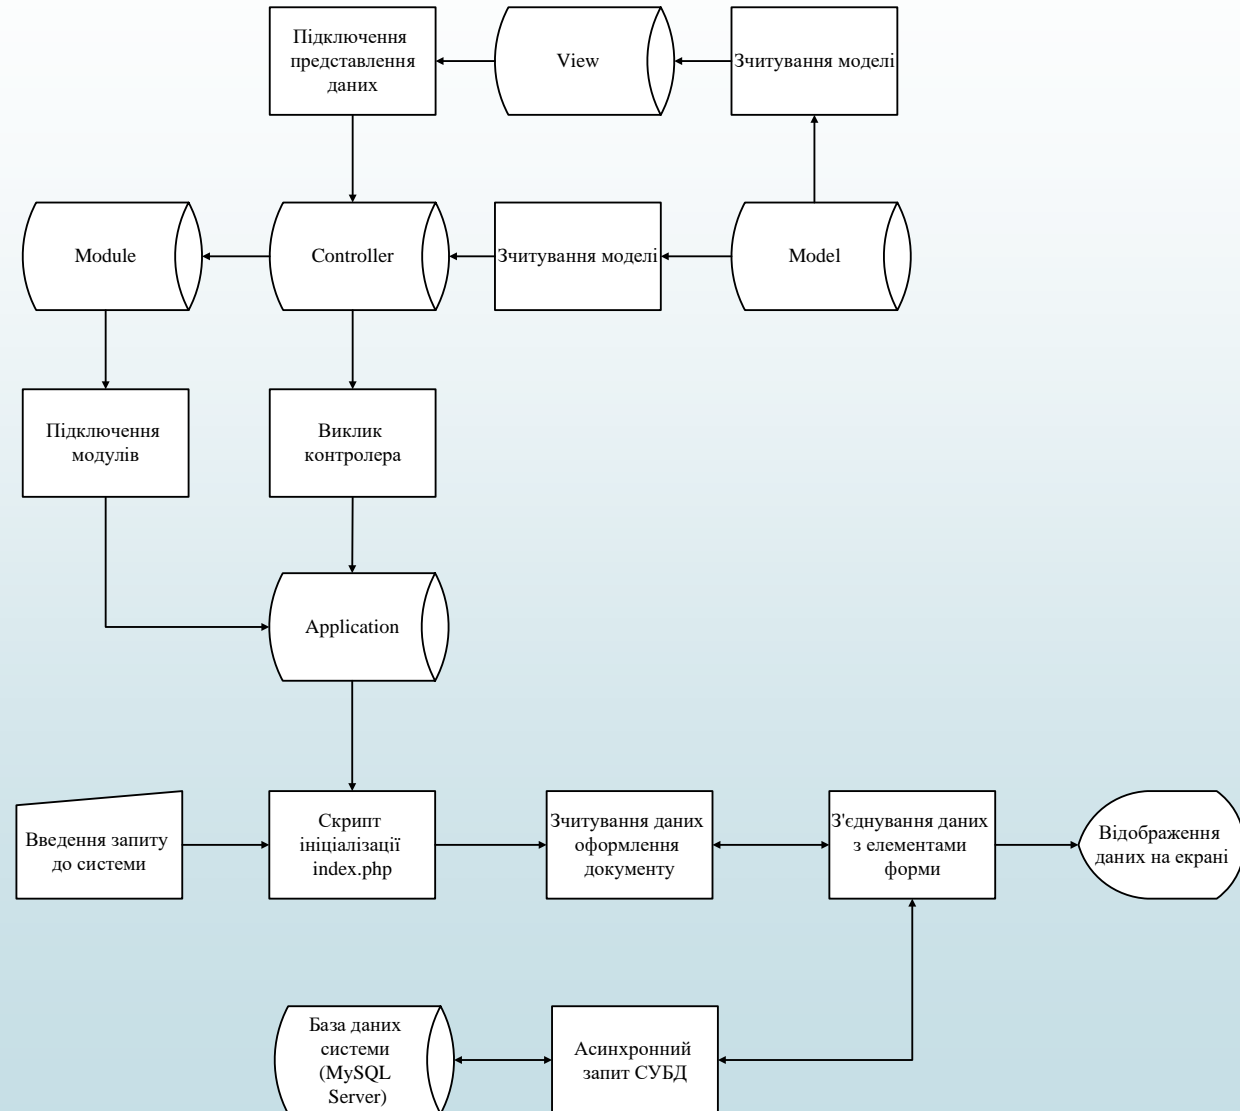 Підключення
представлення
даних
View
Зчитування моделі
Module
Controller
Зчитування моделі
Model
Підключення
модулів
Виклик
контролера
Application
Введення запиту
до системи
Скрипт
ініціалізації
index.php
Зчитування даних
оформлення
документу
З'єднування даних
з елементами
форми
Відображення
даних на екрані
База даних
системи
(MySQL
Server)
Асинхронний
запит СУБД